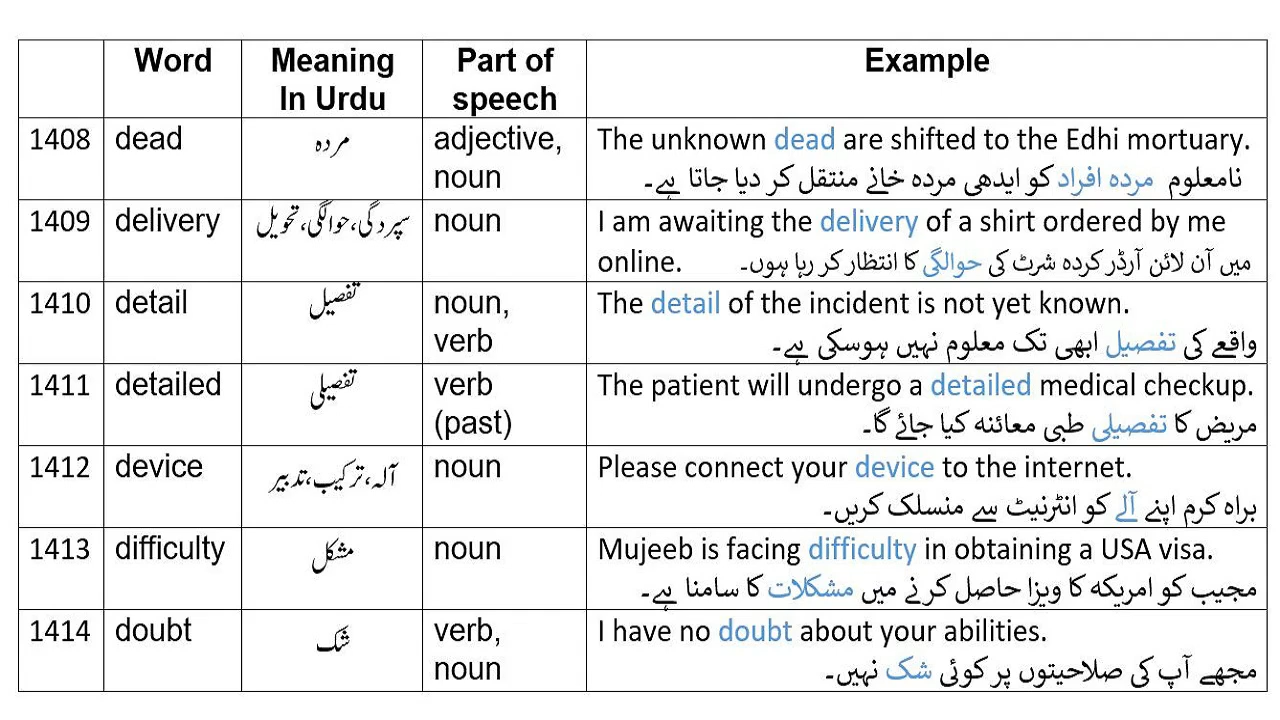 Word Meaning In Urdu Part of speech Example
1408 dead مردہ adjective, noun The unknown dead are shifted to the Edhi mortuary.
نامعلوم مردہ افراد کو ایدھی مردہ خانے منتقل کر دیا جاتا ہے۔
1409 delivery سپردگی،حوالگی،تحویل noun I am awaiting the delivery of a shirt ordered by me
online. میں آن لائن آرڈر کردہ شرٹ کی حوالگی کا انتظار کر رہا ہوں۔
1410 detail تفصیل noun, verb The detail of the incident is not yet known.
واقعے کی تفصیل ابھی تک معلوم نہیں ہوسکی ہے۔
1411 detailed تفصیلی verb (past) The patient will undergo a detailed medical checkup.
مریض کا تفصیلی طبی معائنہ کیا جائے گا۔
1412 device آلہ،ترکیب،تدبیر noun Please connect your device to the internet.
براہ کرم اپنے آلے کو انٹرنیٹ سے منسلک کریں۔
1413 difficulty مشکل noun Mujeeb is facing difficulty in obtaining a USA visa.
مجیب کو امریکہ کا ویزا حاصل کرنے میں مشکلات کا سامنا ہے۔
1414 doubt شک verb, noun I have no doubt about your abilities.
مجھے آپ کی صلاحیتوں پر کوئی شک نہیں۔